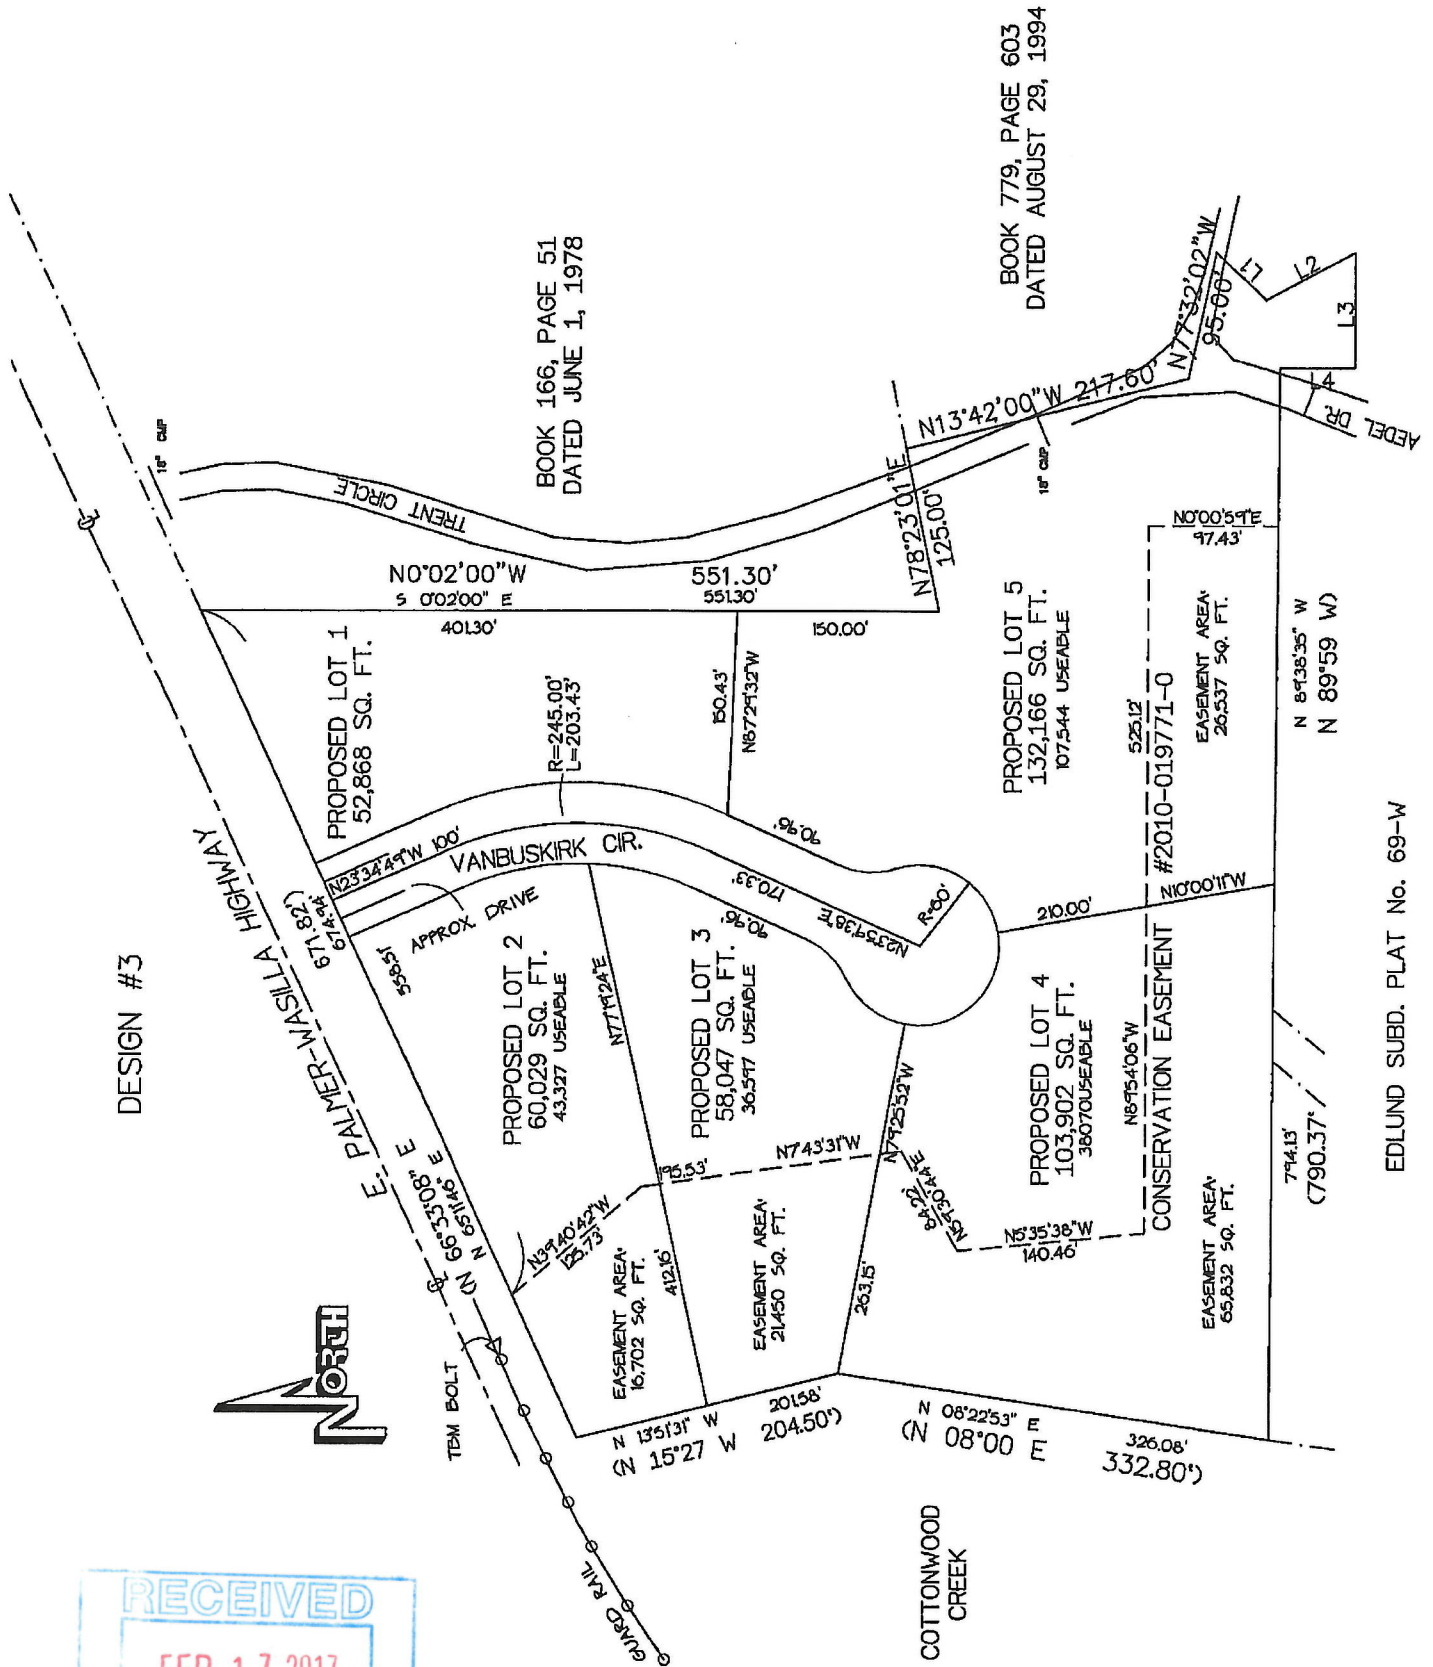 DESIGN #3
NORTH
RECEIVED
FEB 17 2017
E. PALMER-WASILLA HIGHWAY
TBM BOLT
GUARD RAIL
(N 66°33'08" E
671.82')
N 65°11'46" E
674.94'
558.51'
APPROX. DRIVE
18" CMP
TRENT CIRCLE
BOOK 166, PAGE 51
DATED JUNE 1, 1978
PROPOSED LOT 1
52,868 SQ. FT.
N0°02'00"W
551.30'
S 0°02'00" E
551.30'
401.30'
150.00'
N23°34'49"W 100'
VANBUSKIRK CIR.
R=245.00'
L=203.43'
150.43'
N87°29'32"W
PROPOSED LOT 2
60,029 SQ. FT.
43,327 USEABLE
N77°19'24"E
412.16'
90.96'
170.33'
N23°59'38"E
90.96'
R=60'
PROPOSED LOT 3
58,047 SQ. FT.
36,597 USEABLE
N39°40'42"W
125.73'
195.53'
N7°43'31"W
EASEMENT AREA:
16,702 SQ. FT.
EASEMENT AREA:
21,450 SQ. FT.
N79°25'52"W
263.15'
84.22'
N59°30'44"E
N5°35'38"W
140.46'
PROPOSED LOT 4
103,902 SQ. FT.
38070 USEABLE
210.00'
N10°00'11"W
PROPOSED LOT 5
132,166 SQ. FT.
107,544 USEABLE
N78°23'01"E
125.00'
N13°42'00"W 217.60'
18" CMP
BOOK 779, PAGE 603
DATED AUGUST 29, 1994
N77°32'02"W
95.00'
L1
L2
L3
L4
AEDEL DR.
N0°00'59"E
97.43'
525.12'
N89°54'06"W
CONSERVATION EASEMENT #2010-019771-0
EASEMENT AREA:
26,537 SQ. FT.
EASEMENT AREA:
65,832 SQ. FT.
N 13°51'31" W
201.58'
(N 15°27 W 204.50')
N 08°22'53" E
326.08'
(N 08°00 E 332.80')
COTTONWOOD
CREEK
N 89°38'35" W
N 89°59 W)
794.13'
(790.37'
EDLUND SUBD. PLAT No. 69-W